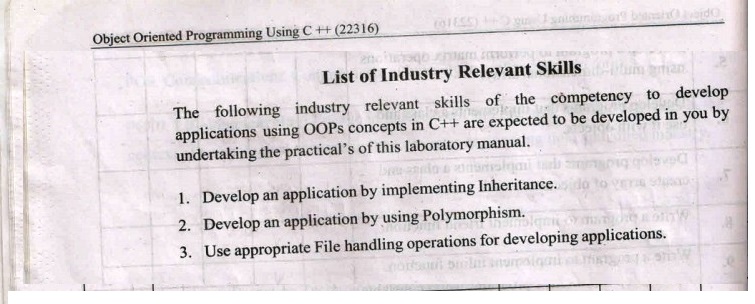 Object Oriented Programming Using C ++ (22316)
List of Industry Relevant Skills
The following industry relevant skills of the competency to develop
applications using OOPs concepts in C++ are expected to be developed in you by
undertaking the practical's of this laboratory manual.
1. Develop an application by implementing Inheritance.
2. Develop an application by using Polymorphism.
3. Use appropriate File handling operations for developing applications.